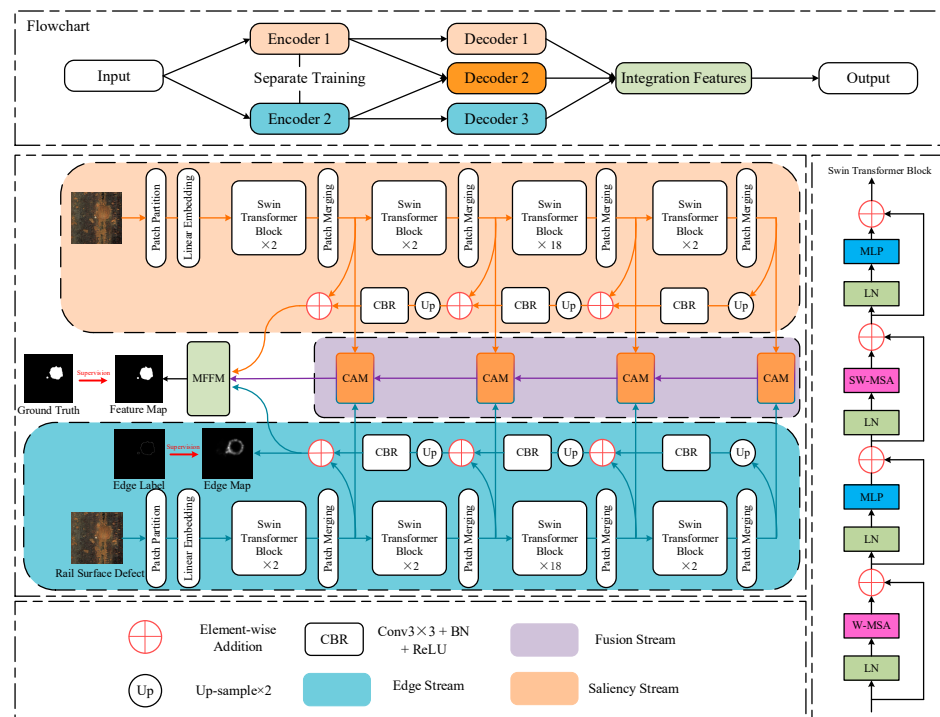 Flowchart
Input
Encoder 1
Separate Training
Encoder 2
Decoder 1
Decoder 2
Decoder 3
Integration Features
Output
Patch Partition
Linear Embedding
Swin
Transformer
Block
×2
Patch Merging
Swin
Transformer
Block
×2
Patch Merging
Swin
Transformer
Block
× 18
Patch Merging
Swin
Transformer
Block
×2
Patch Merging
CBR
Up
CBR
Up
CBR
Up
Ground Truth
Supervision
Feature Map
MFFM
CAM
CAM
CAM
CAM
Edge Label
Supervision
Edge Map
CBR
Up
CBR
Up
CBR
Up
Rail Surface Defect
Patch Partition
Linear Embedding
Swin
Transformer
Block
×2
Patch Merging
Swin
Transformer
Block
×2
Patch Merging
Swin
Transformer
Block
×18
Patch Merging
Swin
Transformer
Block
×2
Patch Merging
Swin Transformer Block
MLP
LN
SW-MSA
LN
MLP
LN
W-MSA
LN
Element-wise
Addition
CBR
Conv3×3 + BN
+ ReLU
Fusion Stream
Up
Up-sample×2
Edge Stream
Saliency Stream